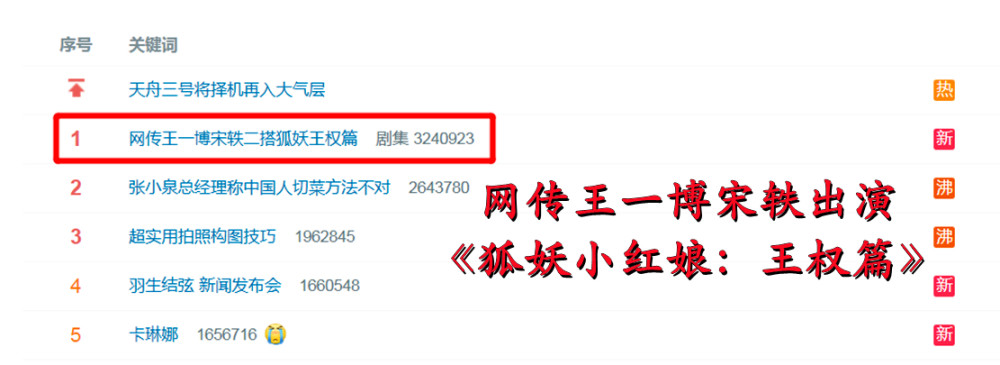 序号 关键词
天舟三号将择机再入大气层 热
1 网传王一博宋轶二搭狐妖王权篇 剧集 3240923 新
2 张小泉总经理称中国人切菜方法不对 2643780 沸
3 超实用拍照构图技巧 1962845 沸
4 羽生结弦 新闻发布会 1660548 新
5 卡琳娜 1656716 新
网传王一博宋轶出演
《狐妖小红娘：王权篇》